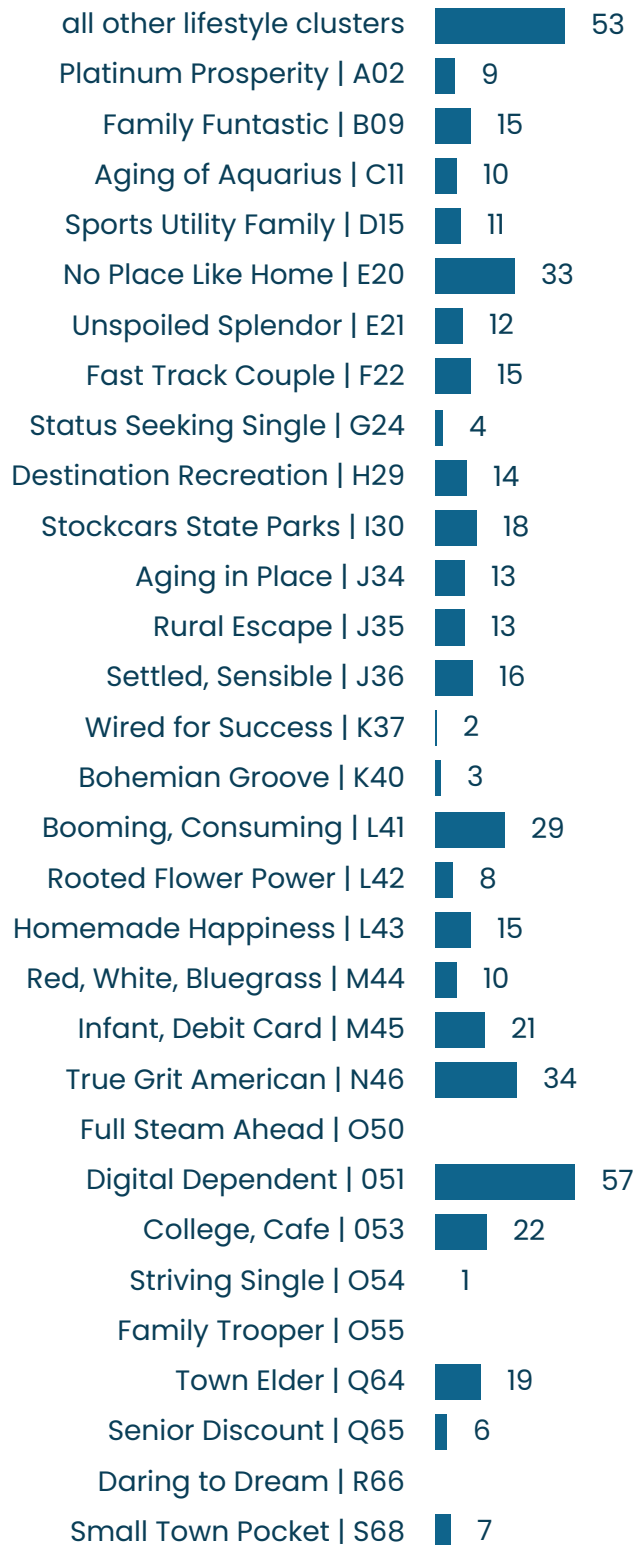 all other lifestyle clusters 53
Platinum Prosperity | A02 9
Family Funtastic | B09 15
Aging of Aquarius | C11 10
Sports Utility Family | D15 11
No Place Like Home | E20 33
Unspoiled Splendor | E21 12
Fast Track Couple | F22 15
Status Seeking Single | G24 4
Destination Recreation | H29 14
Stockcars State Parks | I30 18
Aging in Place | J34 13
Rural Escape | J35 13
Settled, Sensible | J36 16
Wired for Success | K37 2
Bohemian Groove | K40 3
Booming, Consuming | L41 29
Rooted Flower Power | L42 8
Homemade Happiness | L43 15
Red, White, Bluegrass | M44 10
Infant, Debit Card | M45 21
True Grit American | N46 34
Full Steam Ahead | O50
Digital Dependent | 051 57
College, Cafe | 053 22
Striving Single | O54 1
Family Trooper | O55
Town Elder | Q64 19
Senior Discount | Q65 6
Daring to Dream | R66
Small Town Pocket | S68 7